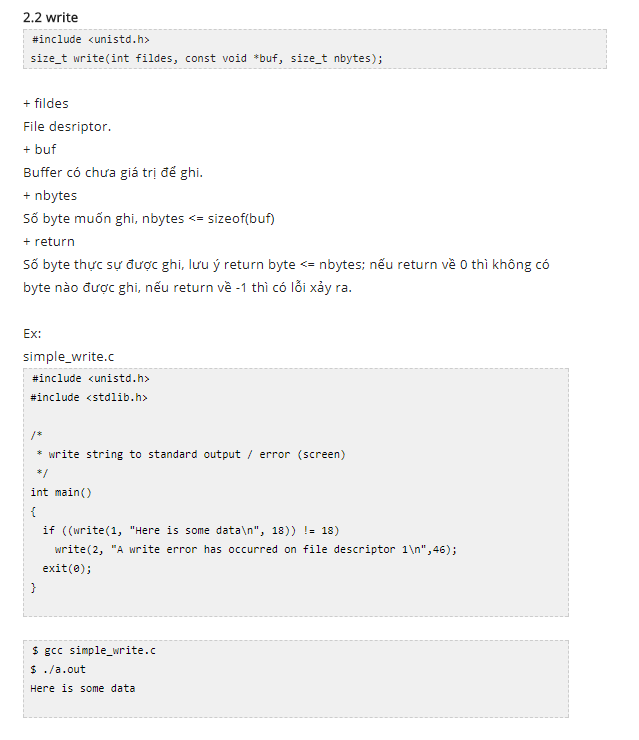 2.2 write
#include <unistd.h>
size_t write(int fildes, const void *buf, size_t nbytes);
+ fildes
File desriptor.
+ buf
Buffer có chưa giá trị để ghi.
+ nbytes
Số byte muốn ghi, nbytes <= sizeof(buf)
+ return
Số byte thực sự được ghi, lưu ý return byte <= nbytes; nếu return về 0 thì không có
byte nào được ghi, nếu return về -1 thì có lỗi xảy ra.
Ex:
simple_write.c
#include <unistd.h>
#include <stdlib.h>
/*
* write string to standard output / error (screen)
*/
int main()
{
if ((write(1, "Here is some data\n", 18)) != 18)
write(2, "A write error has occurred on file descriptor 1\n",46);
exit(0);
}
$ gcc simple_write.c
$ ./a.out
Here is some data